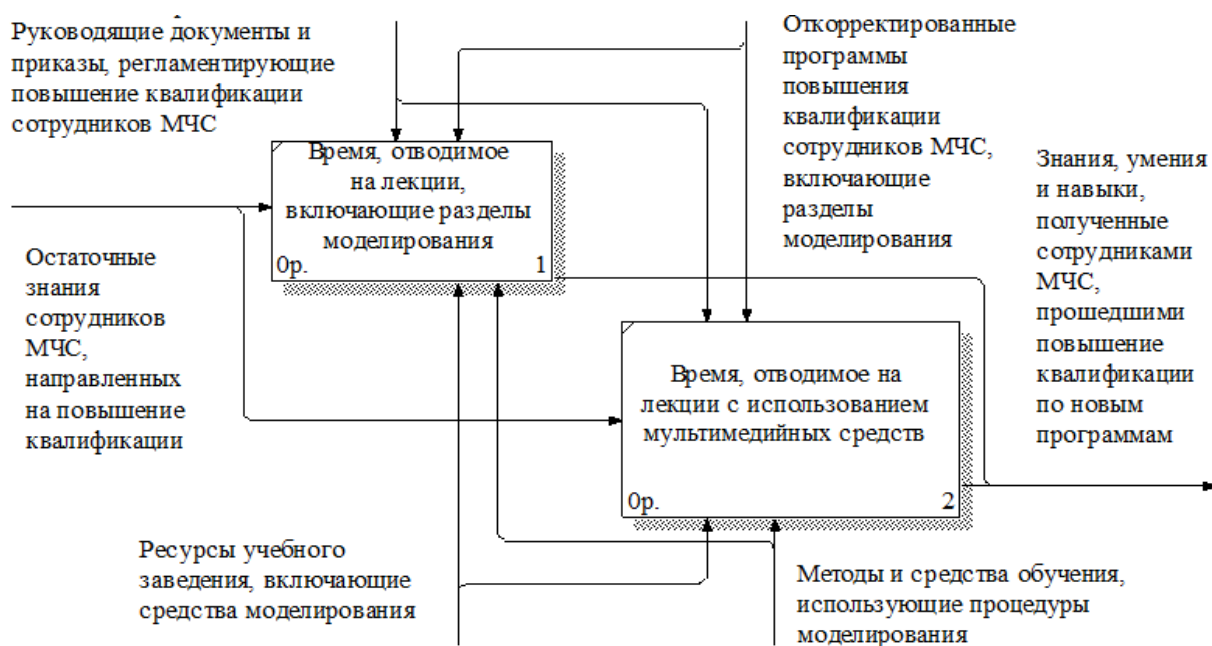 Руководящие документы и
приказы, регламентирующие
повышение квалификации
сотрудников МЧС
Откорректированные
программы
повышения
квалификации
сотрудников МЧС,
включающие
разделы
моделирования
Время, отводимое
на лекции,
включающие разделы
моделирования
0р. 1
Знания, умения
и навыки,
полученные
сотрудниками
МЧС,
прошедшими
повышение
квалификации
по новым
программам
Остаточные
знания
сотрудников
МЧС,
направленных
на повышение
квалификации
Время, отводимое на
лекции с использованием
мультимедийных средств
0р. 2
Ресурсы учебного
заведения, включающие
средства моделирования
Методы и средства обучения,
использующие процедуры
моделирования